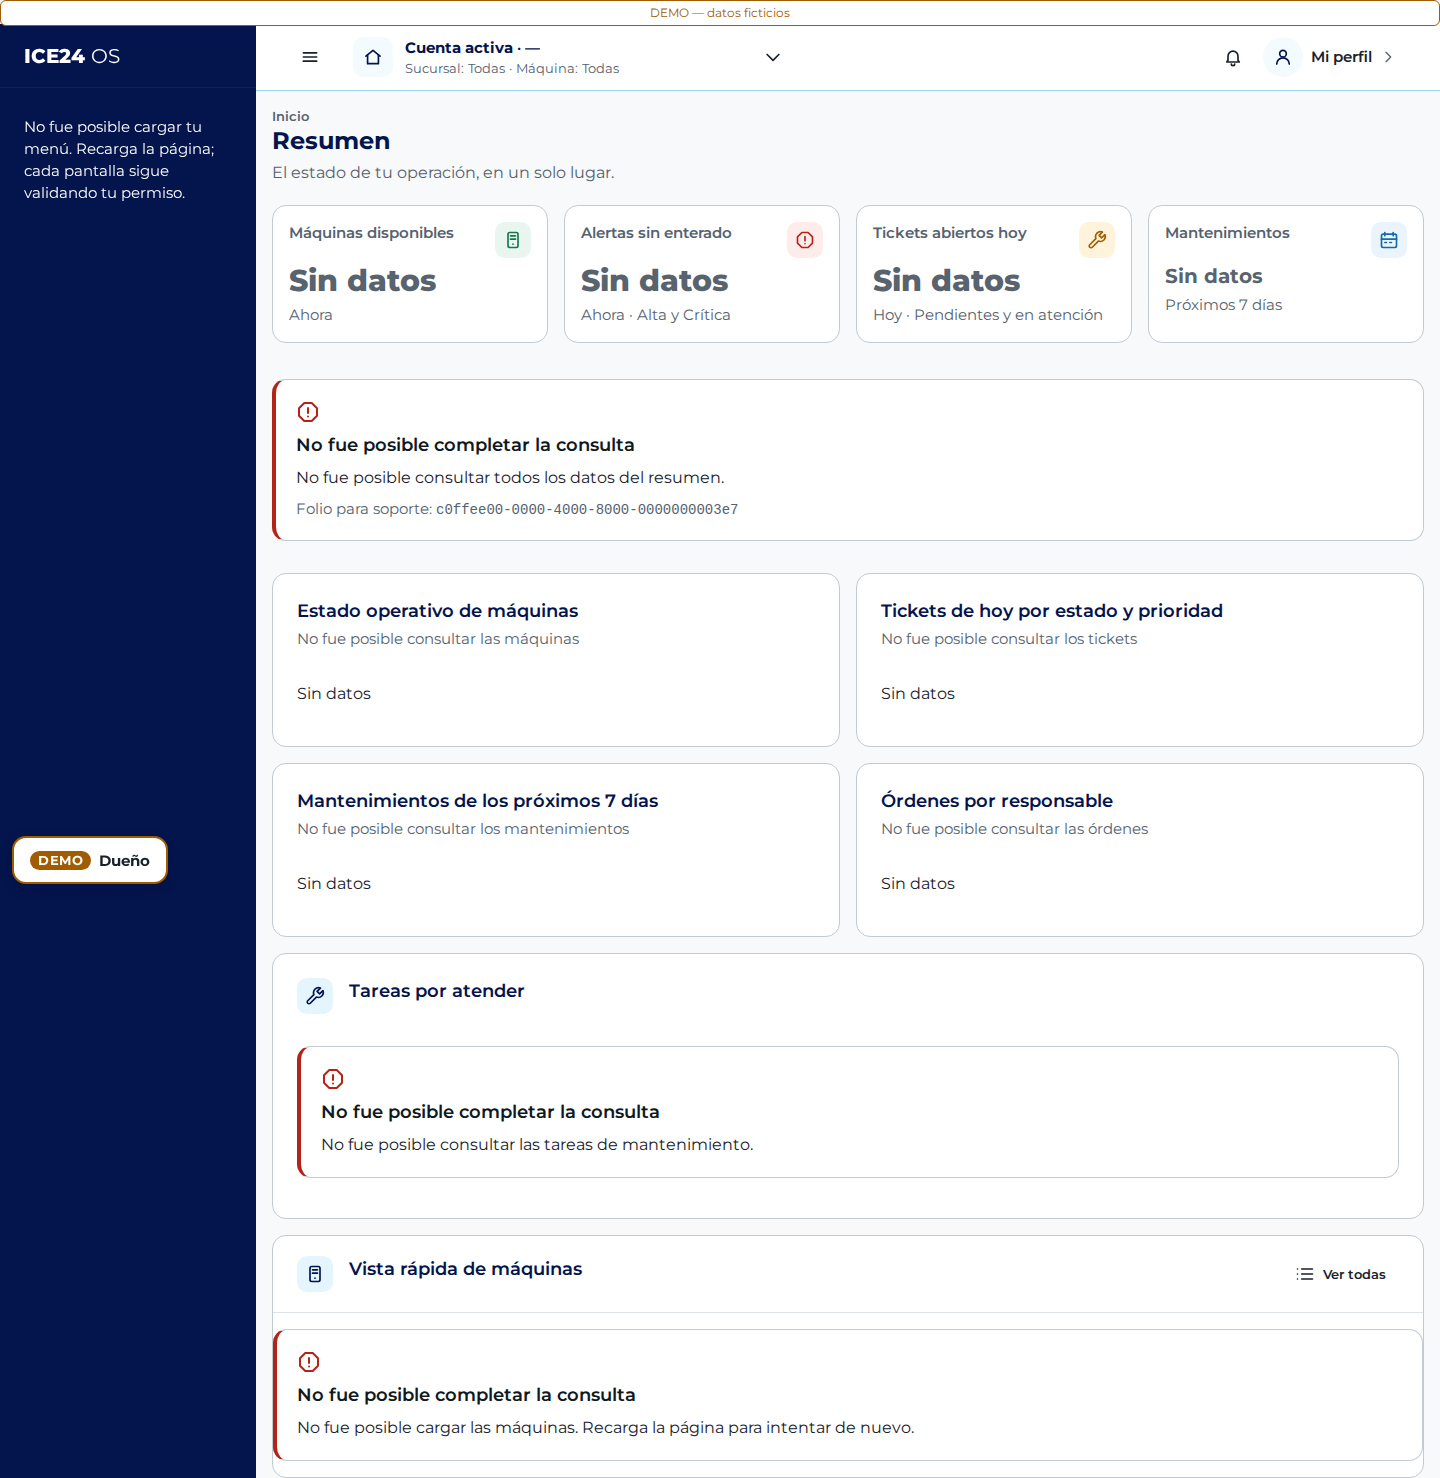 DEMO — datos ficticios
ICE24 OS
No fue posible cargar tu
menú. Recarga la página;
cada pantalla sigue
validando tu permiso.
DEMO Dueño
Cuenta activa · —
Sucursal: Todas · Máquina: Todas
Mi perfil
Inicio
Resumen
El estado de tu operación, en un solo lugar.
Máquinas disponibles
Sin datos
Ahora
Alertas sin enterado
Sin datos
Ahora · Alta y Crítica
Tickets abiertos hoy
Sin datos
Hoy · Pendientes y en atención
Mantenimientos
Sin datos
Próximos 7 días
No fue posible completar la consulta
No fue posible consultar todos los datos del resumen.
Folio para soporte: c0ffee00-0000-4000-8000-0000000003e7
Estado operativo de máquinas
No fue posible consultar las máquinas
Sin datos
Tickets de hoy por estado y prioridad
No fue posible consultar los tickets
Sin datos
Mantenimientos de los próximos 7 días
No fue posible consultar los mantenimientos
Sin datos
Órdenes por responsable
No fue posible consultar las órdenes
Sin datos
Tareas por atender
No fue posible completar la consulta
No fue posible consultar las tareas de mantenimiento.
Vista rápida de máquinas
Ver todas
No fue posible completar la consulta
No fue posible cargar las máquinas. Recarga la página para intentar de nuevo.